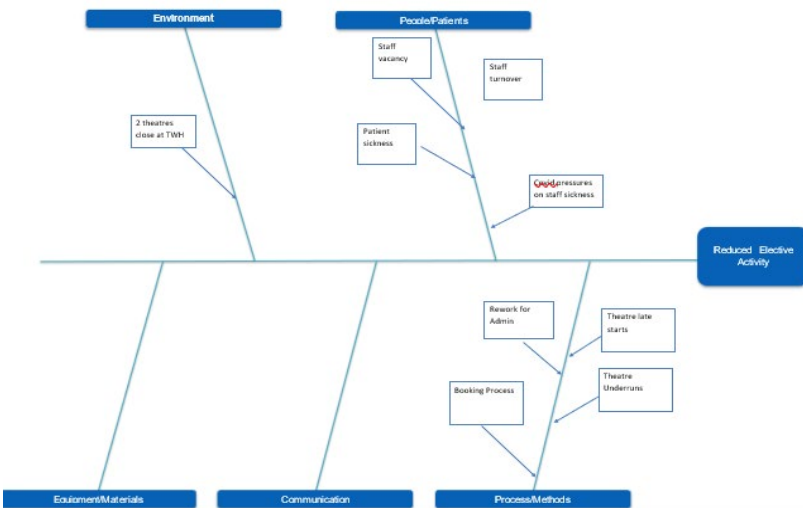 Environment
People/Patients
Staff
vacancy
Staff
turnover
2 theatres
close at TWH
Patient
sickness
Covid pressures
on staff sickness
Reduced Elective
Activity
Rework for
Admin
Theatre late
starts
Theatre
Underruns
Booking Process
Equipment/Materials
Communication
Process/Methods